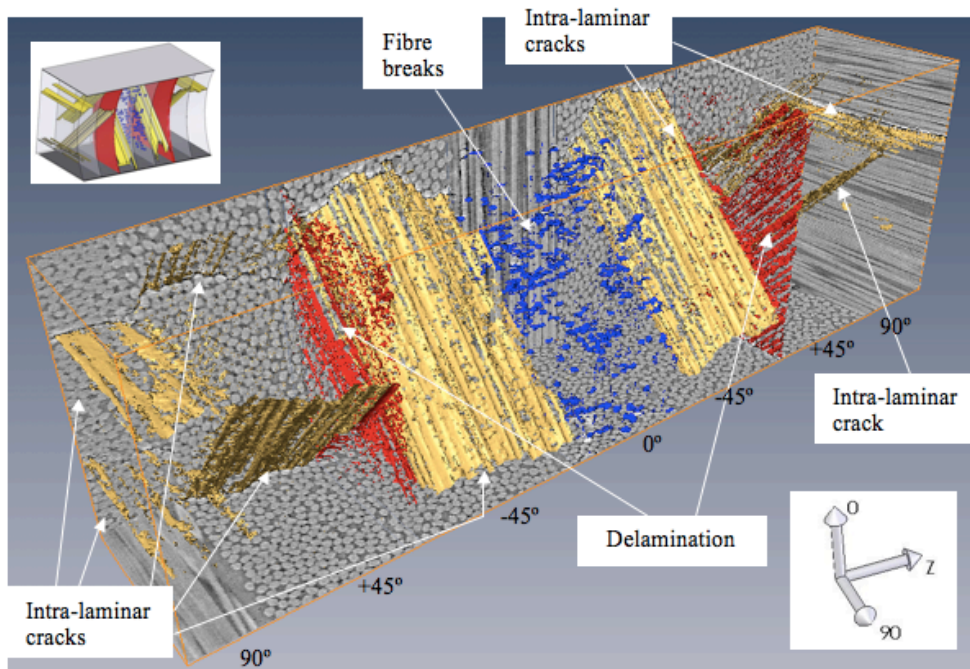 Intra-laminar
cracks
Fibre
breaks
Intra-laminar
crack
90º
+45º
-45º
0º
-45º
+45º
90º
Delamination
Intra-laminar
cracks
0
Z
90